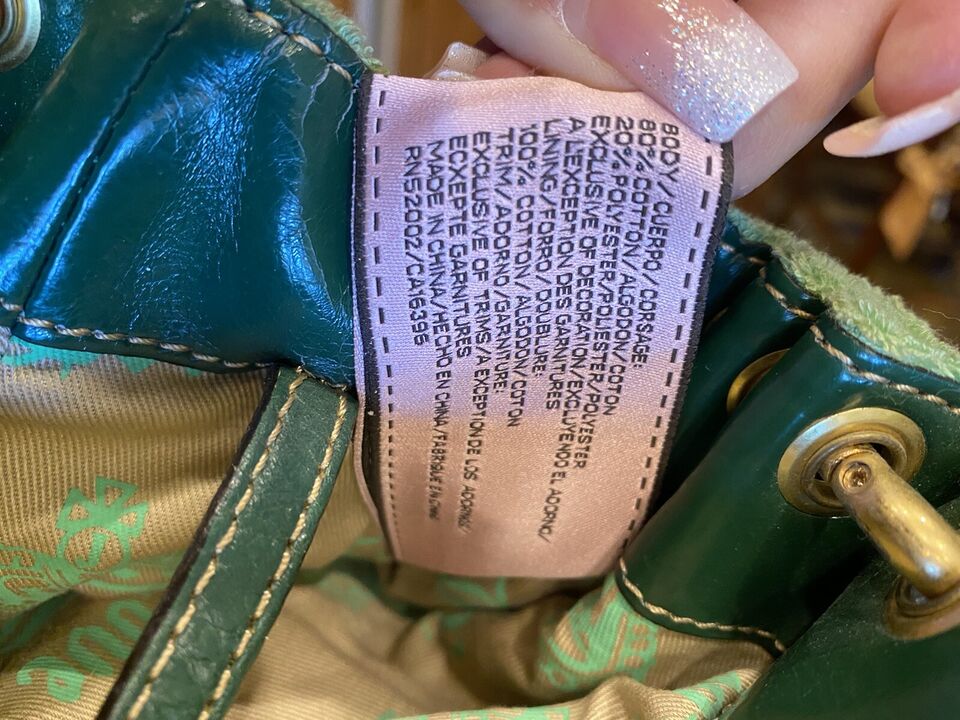 BODY/CUERPO/CORSAGE:
80% COTTON/ALGODON/COTON
20% POLYESTER/POLIESTER/POLYESTER
EXCLUSIVE OF DECORATION/EXCLUYENDO EL ADORNO/
A L'EXCEPTION DES GARNITURES
LINING/FORRO/DOUBLURE:
100% COTTON/ALGODON/COTON
TRIM/ADORNO/GARNITURE:
EXCLUSIVE OF TRIMS/A EXCEPTION DE LOS ADORNOS/
ECXEPTE GARNITURES
MADE IN CHINA/HECHO EN CHINA/FABRIQUE EN CHINE
RN52002/CA16395